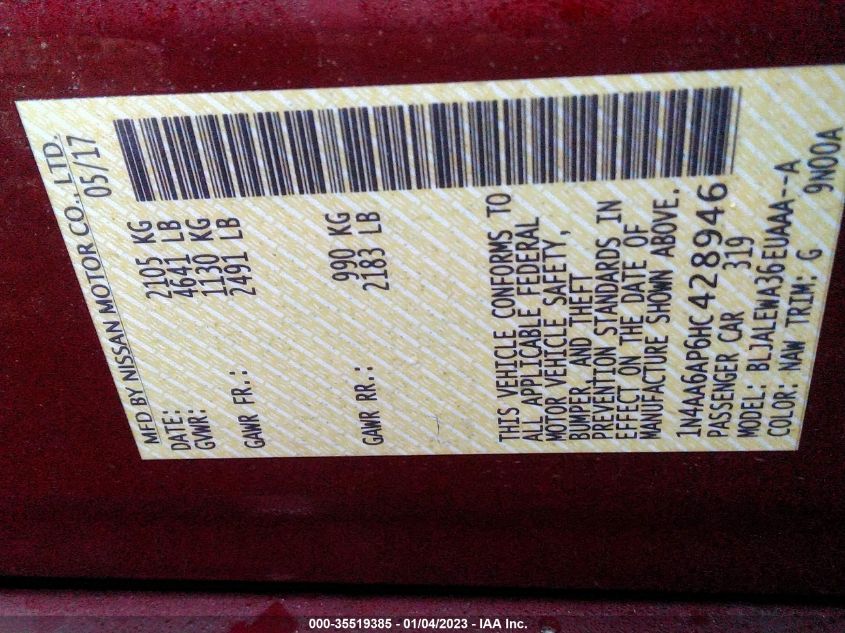 MFD BY NISSAN MOTOR CO., LTD.
DATE: 05/17
GVWR: 2105 KG
4641 LB
GAWR FR.: 1130 KG
2491 LB
GAWR RR.: 990 KG
2183 LB
THIS VEHICLE CONFORMS TO
ALL APPLICABLE FEDERAL
MOTOR VEHICLE SAFETY,
BUMPER, AND THEFT
PREVENTION STANDARDS IN
EFFECT ON THE DATE OF
MANUFACTURE SHOWN ABOVE.
1N4AA6AP6HC428946
PASSENGER CAR 319
MODEL: BLJALEWA36EUAAA--A
COLOR: NAW TRIM: G 9N00A
000-35519385 - 01/04/2023 - IAA Inc.